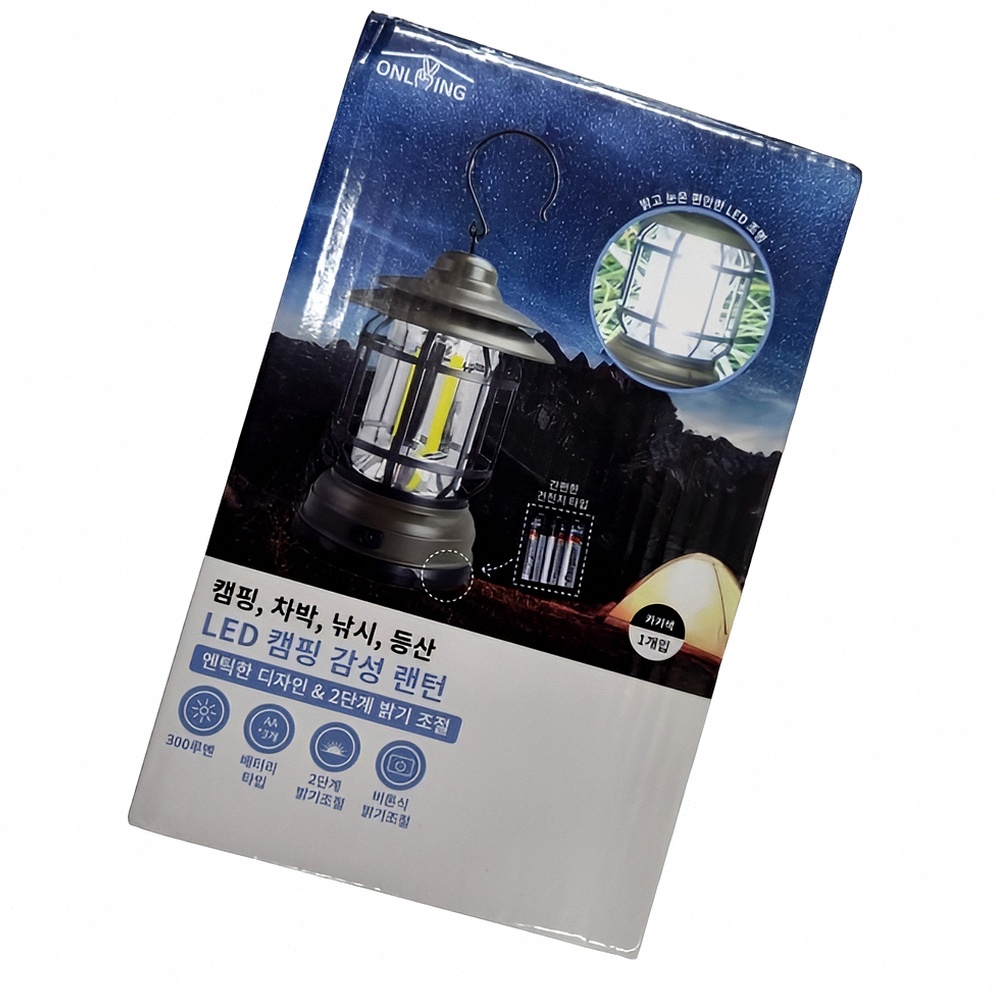 ONLIVING
밝고 눈은 편안한 LED 조명
간편한
건전지 타입
카키색
1개입
캠핑, 차박, 낚시, 등산
LED 캠핑 감성 랜턴
엔틱한 디자인 & 2단계 밝기 조절
300루멘
AA
*3개
배터리
타입
2단계
밝기조절
버튼식
밝기조절